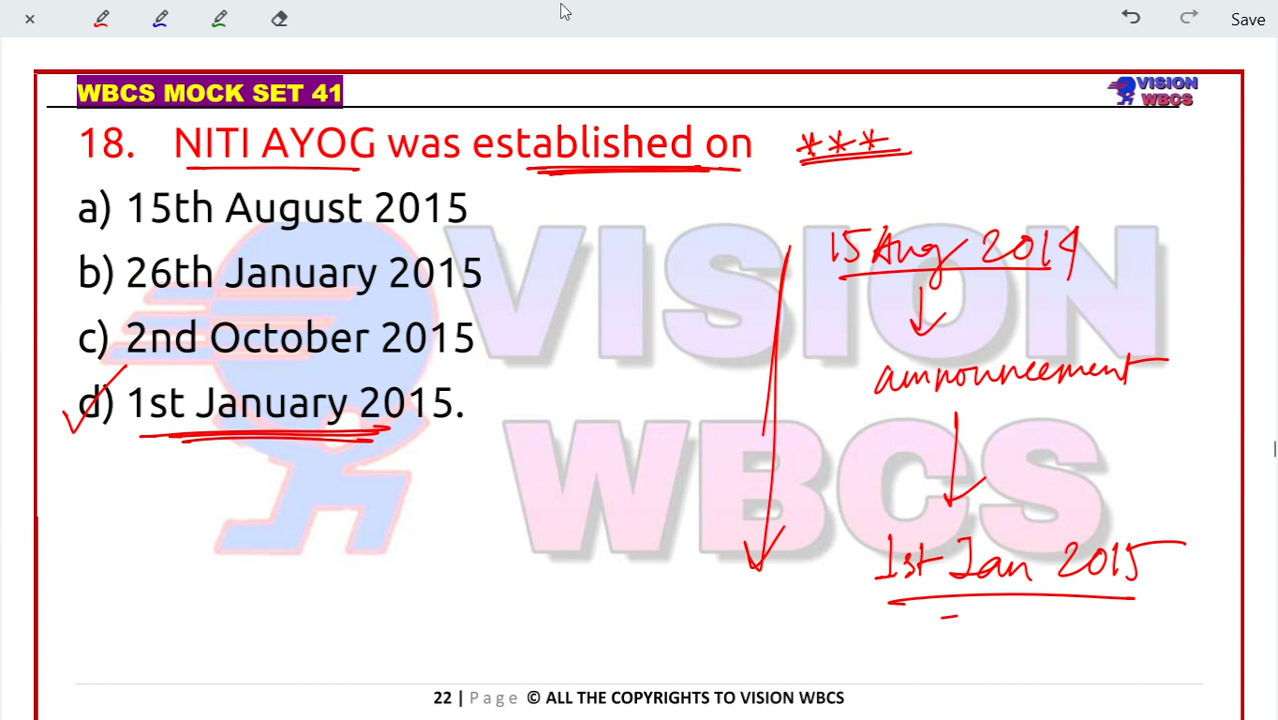 Save
WBCS MOCK SET 41
VISION
WBCS
18. NITI AYOG was established on ***
a) 15th August 2015
b) 26th January 2015
c) 2nd October 2015
d) 1st January 2015.
15 Aug 2014
announcement
1st Jan 2015
VISION
WBCS
22 | Page © ALL THE COPYRIGHTS TO VISION WBCS